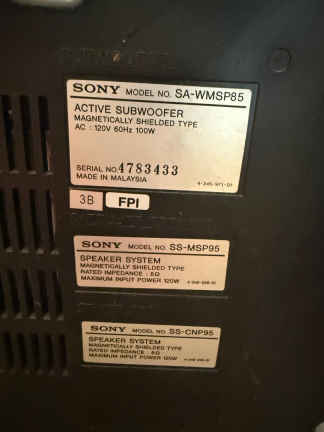 SONY MODEL NO. SA-WMSP85
ACTIVE SUBWOOFER
MAGNETICALLY SHIELDED TYPE
AC : 120V 60Hz 100W
SERIAL NO. 4783433
MADE IN MALAYSIA
3B FPI
SONY MODEL NO. SS-MSP95
SPEAKER SYSTEM
MAGNETICALLY SHIELDED TYPE
RATED IMPEDANCE : 8Ω
MAXIMUM INPUT POWER 120W
SONY MODEL NO. SS-CNP95
SPEAKER SYSTEM
MAGNETICALLY SHIELDED TYPE
RATED IMPEDANCE : 8Ω
MAXIMUM INPUT POWER 120W